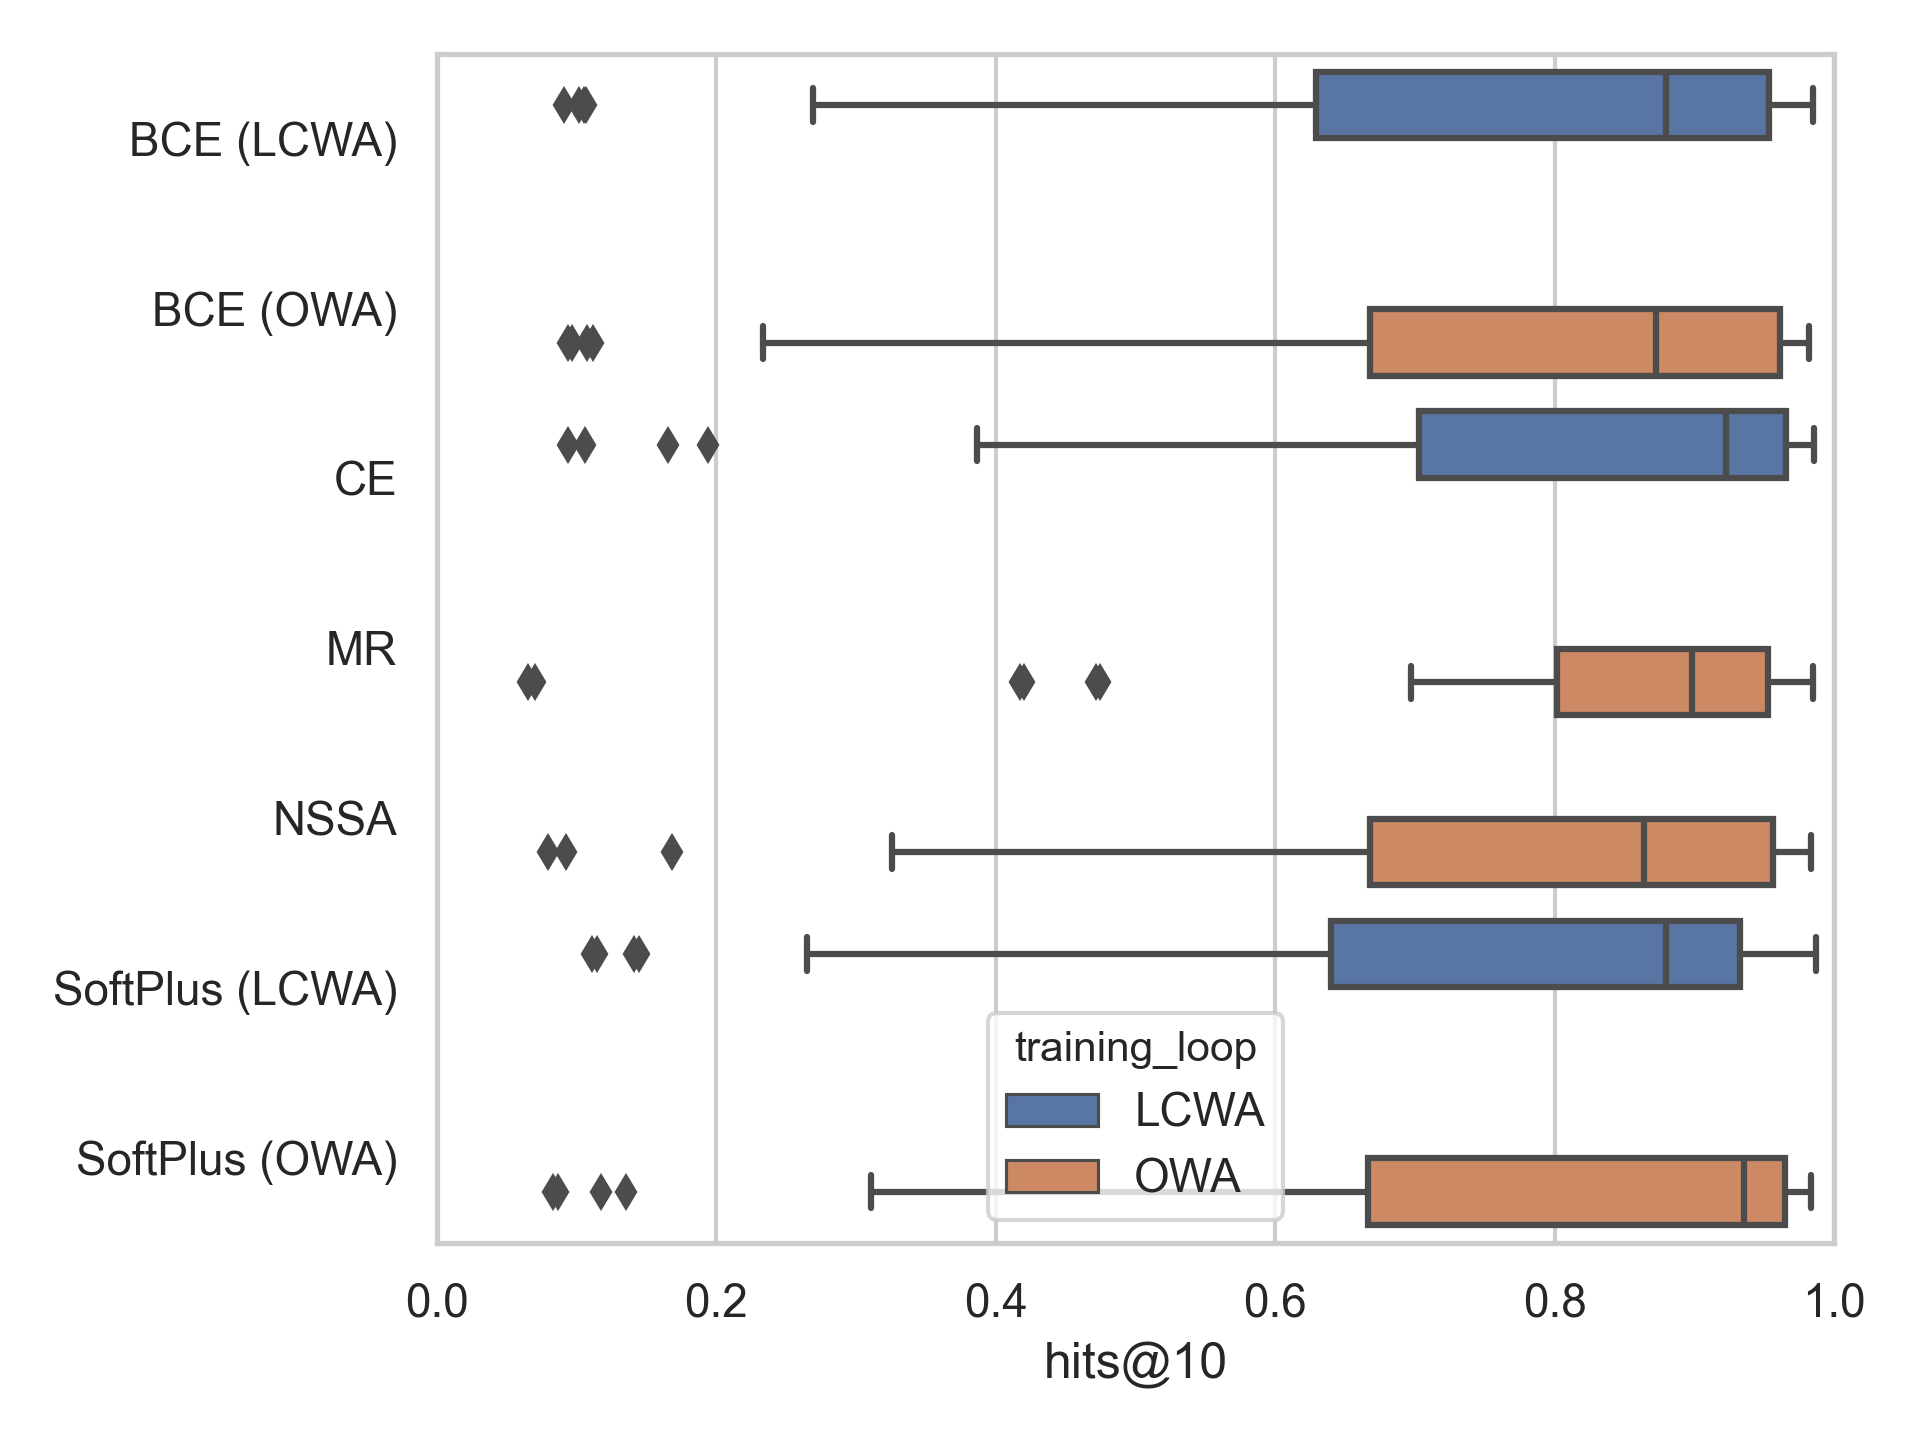 BCE (LCWA)
BCE (OWA)
CE
MR
NSSA
SoftPlus (LCWA)
SoftPlus (OWA)
training_loop
LCWA
OWA
0.0 0.2 0.4 0.6 0.8 1.0
hits@10